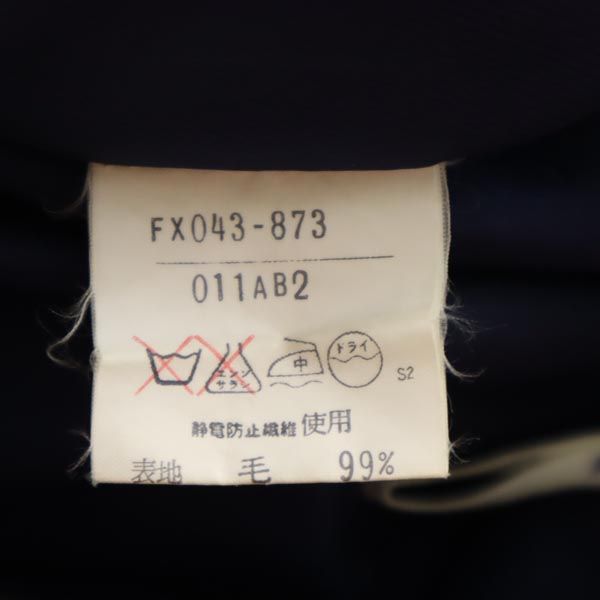 FX043-873
011AB2
エンソ
サラシ
中
ドライ
S2
静電防止繊維使用
表地 毛 99%